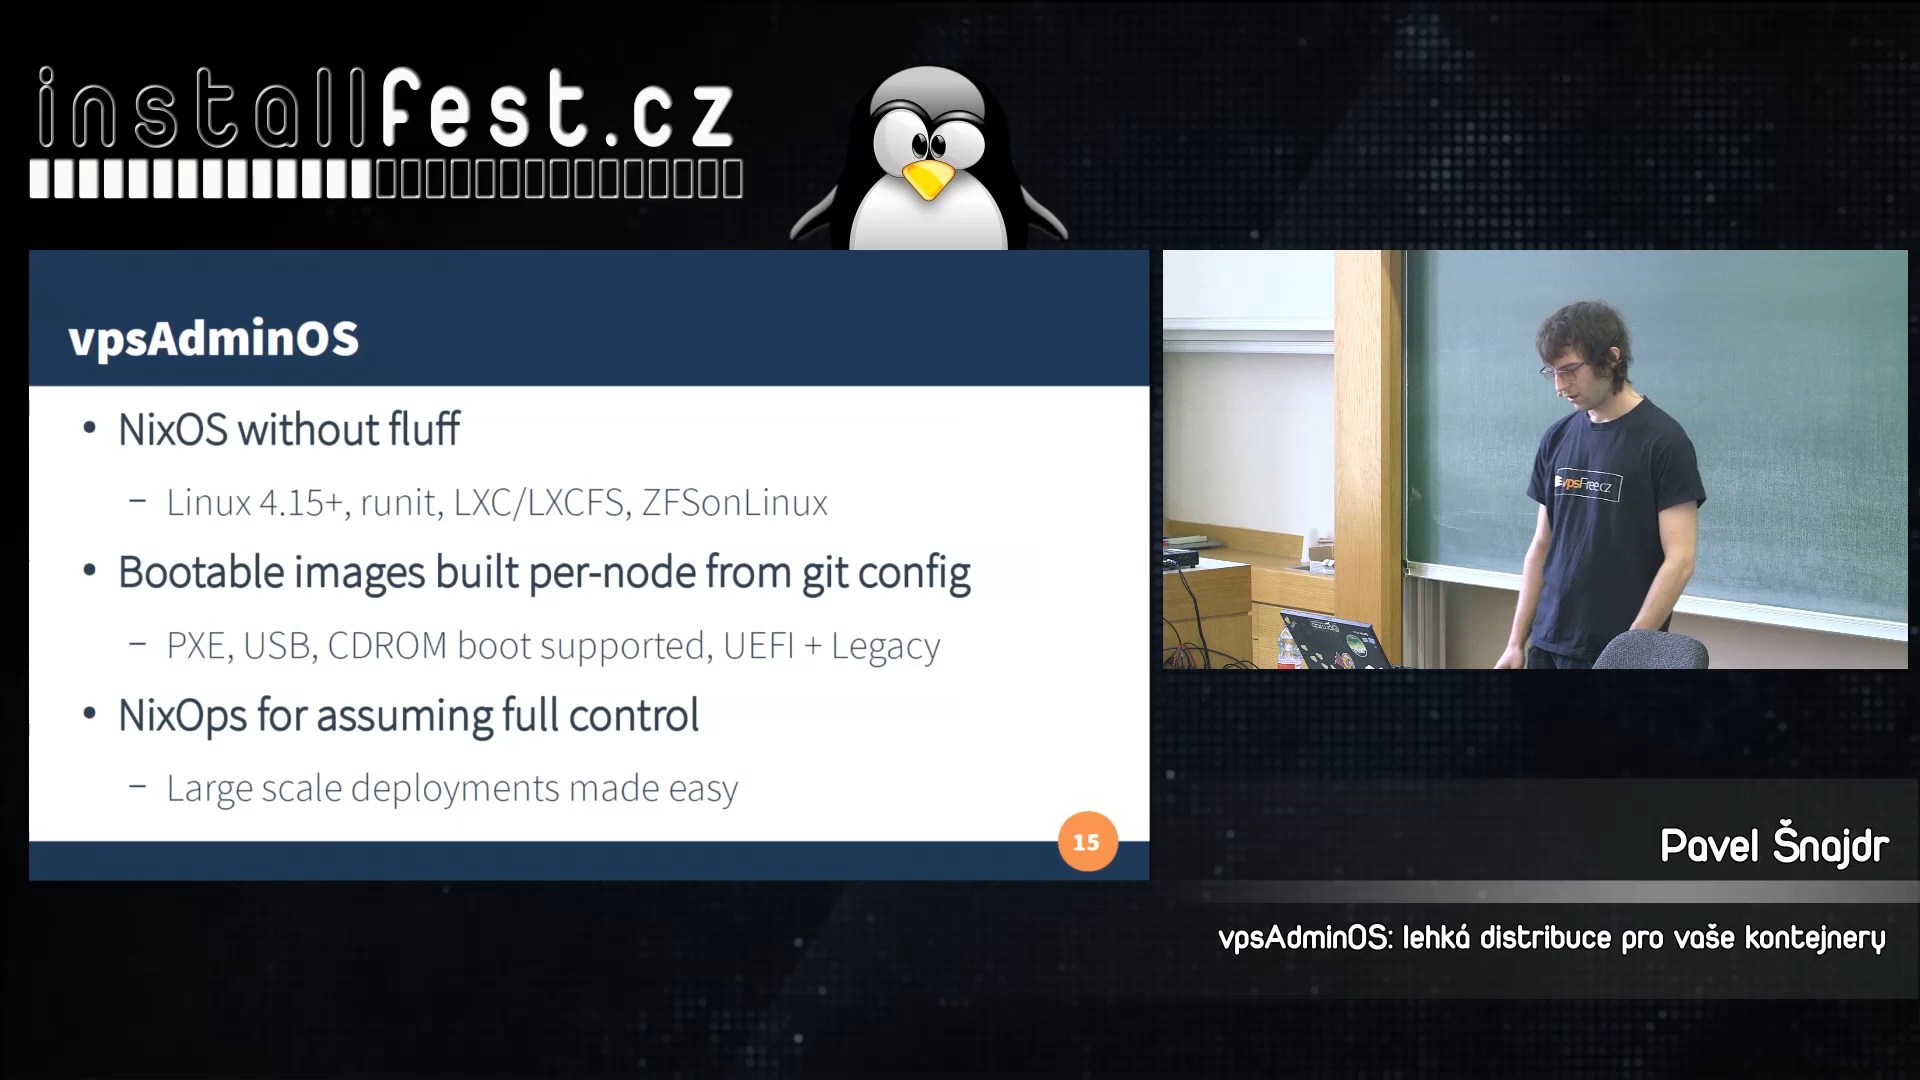 installfest.cz
vpsAdminOS
• NixOS without fluff
– Linux 4.15+, runit, LXC/LXCFS, ZFSonLinux
• Bootable images built per-node from git config
– PXE, USB, CDROM boot supported, UEFI + Legacy
• NixOps for assuming full control
– Large scale deployments made easy
15
vpsFree.cz
Pavel Šnajdr
vpsAdminOS: lehká distribuce pro vaše kontejnery